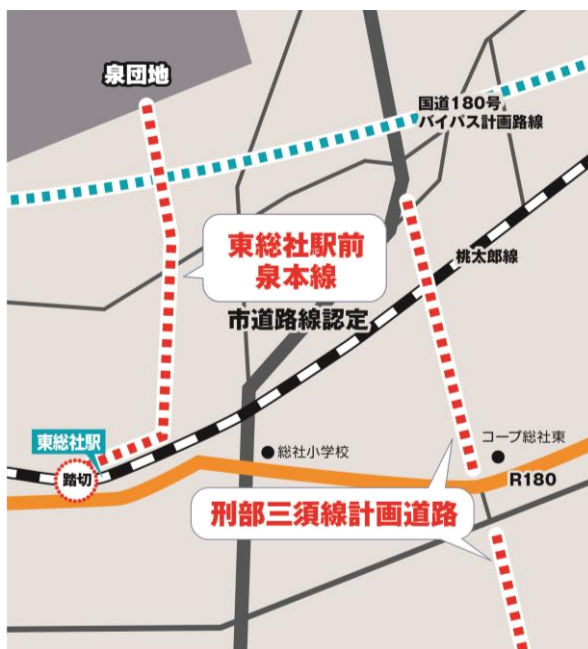 泉団地
国道180号
バイパス計画路線
東総社駅前
泉本線
桃太郎線
市道路線認定
東総社駅
踏切
総社小学校
コープ総社東
R180
刑部三須線計画道路